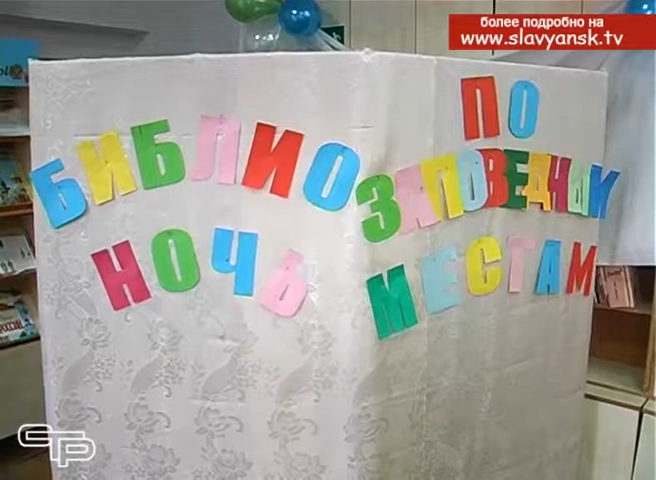 более подробно на
www.slavyansk.tv
БИБЛИО
НОЧЬ
ПО
ЗАПОВЕДНЫМ
МЕСТАМ